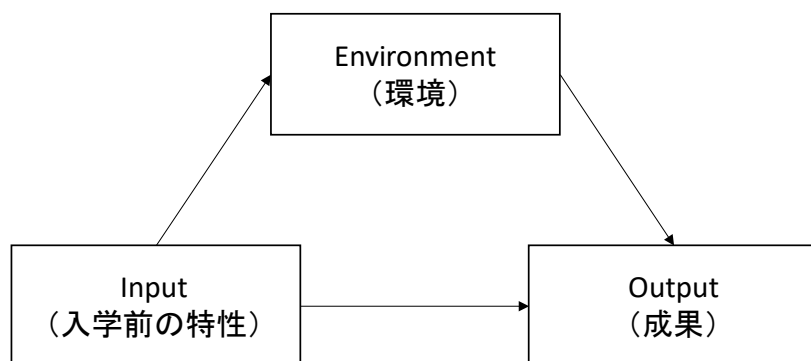 Environment
（環境）
Input
（入学前の特性）
Output
（成果）